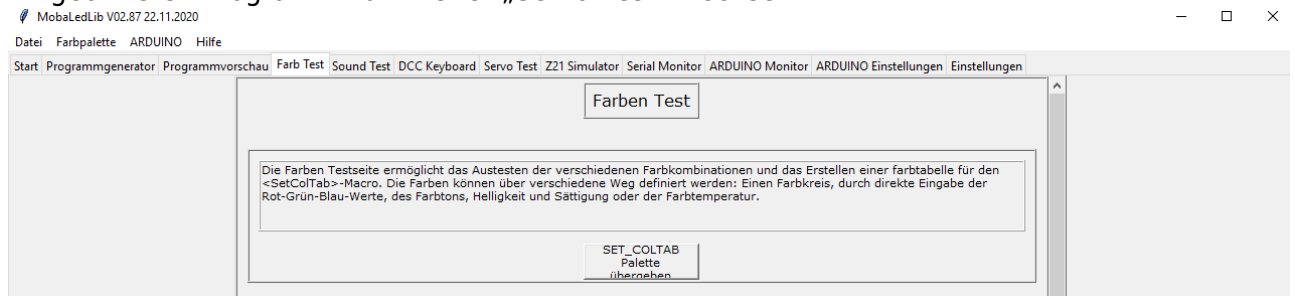 MobaLedLib V02.87 22.11.2020
Datei Farbpalette ARDUINO Hilfe
Start Programmgenerator Programmvorschau Farb Test Sound Test DCC Keyboard Servo Test Z21 Simulator Serial Monitor ARDUINO Monitor ARDUINO Einstellungen Einstellungen
Farben Test
Die Farben Testseite ermöglicht das Austesten der verschiedenen Farbkombinationen und das Erstellen einer farbtabelle für den
<SetColTab>-Macro. Die Farben können über verschiedene Weg definiert werden: Einen Farbkreis, durch direkte Eingabe der
Rot-Grün-Blau-Werte, des Farbtons, Helligkeit und Sättigung oder der Farbtemperatur.
SET_COLTAB
Palette
übergeben